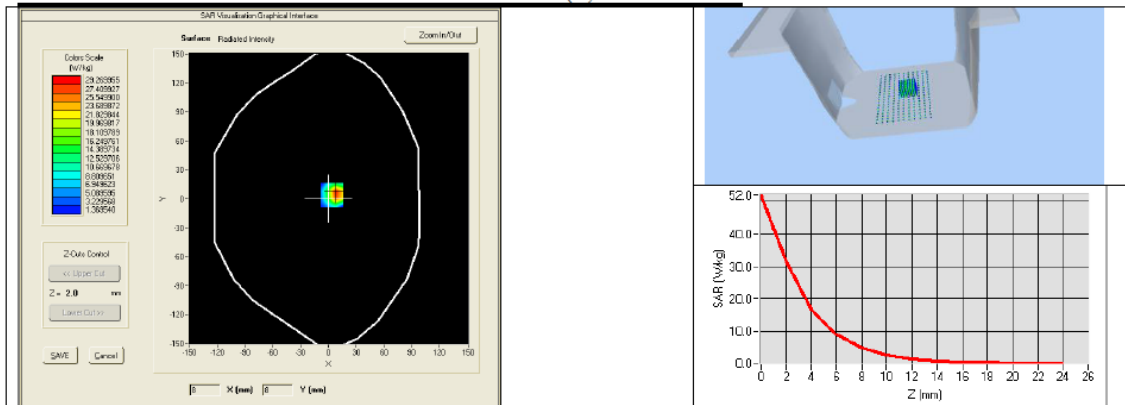 SAR Visualisation Graphical Interface
Surface Radiated Intensity
Zoom In/Out
Colors Scale
(W/kg)
29.269955
27.409927
25.549900
23.689872
21.829844
19.969817
18.109789
16.249761
14.389734
12.529706
10.669678
8.809651
6.949623
5.089595
3.229568
1.369540
Z-Cuts Control
<< Upper Cut
Z = 2.0 mm
Lower Cut >>
SAVE Cancel
150
120
90
60
30
0
-30
-60
-90
-120
-150
Y
-150 -120 -90 -60 -30 0 30 60 90 120 150
X
8 X (mm) 8 Y (mm)
52.0
40.0
30.0
20.0
10.0
0.0
SAR (W/kg)
0 2 4 6 8 10 12 14 16 18 20 22 24 26
Z (mm)